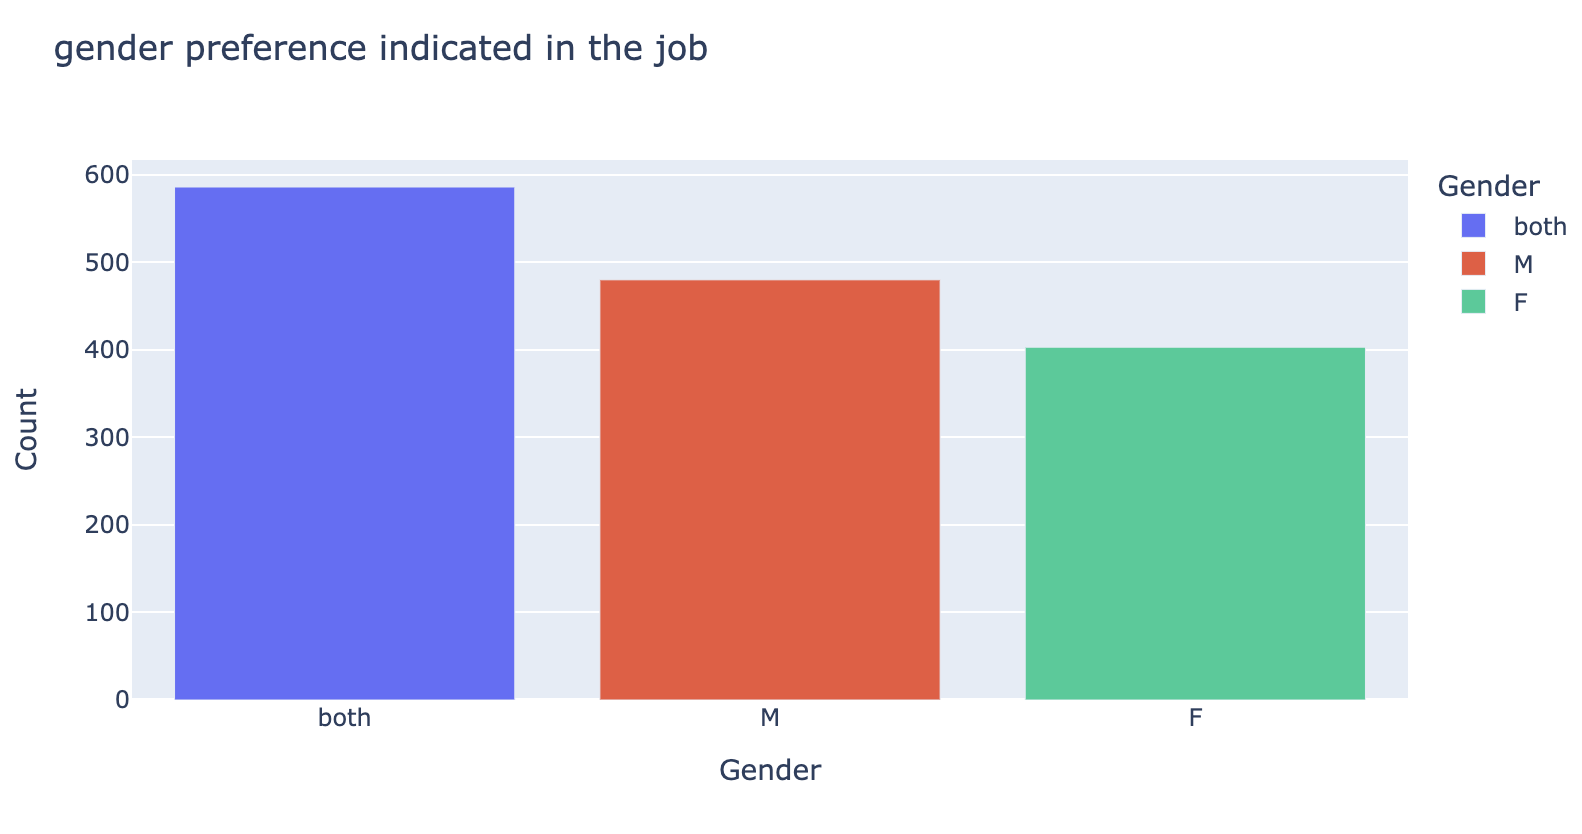 gender preference indicated in the job
600
500
400
300
200
100
0
Count
both
M
F
Gender
Gender
both
M
F